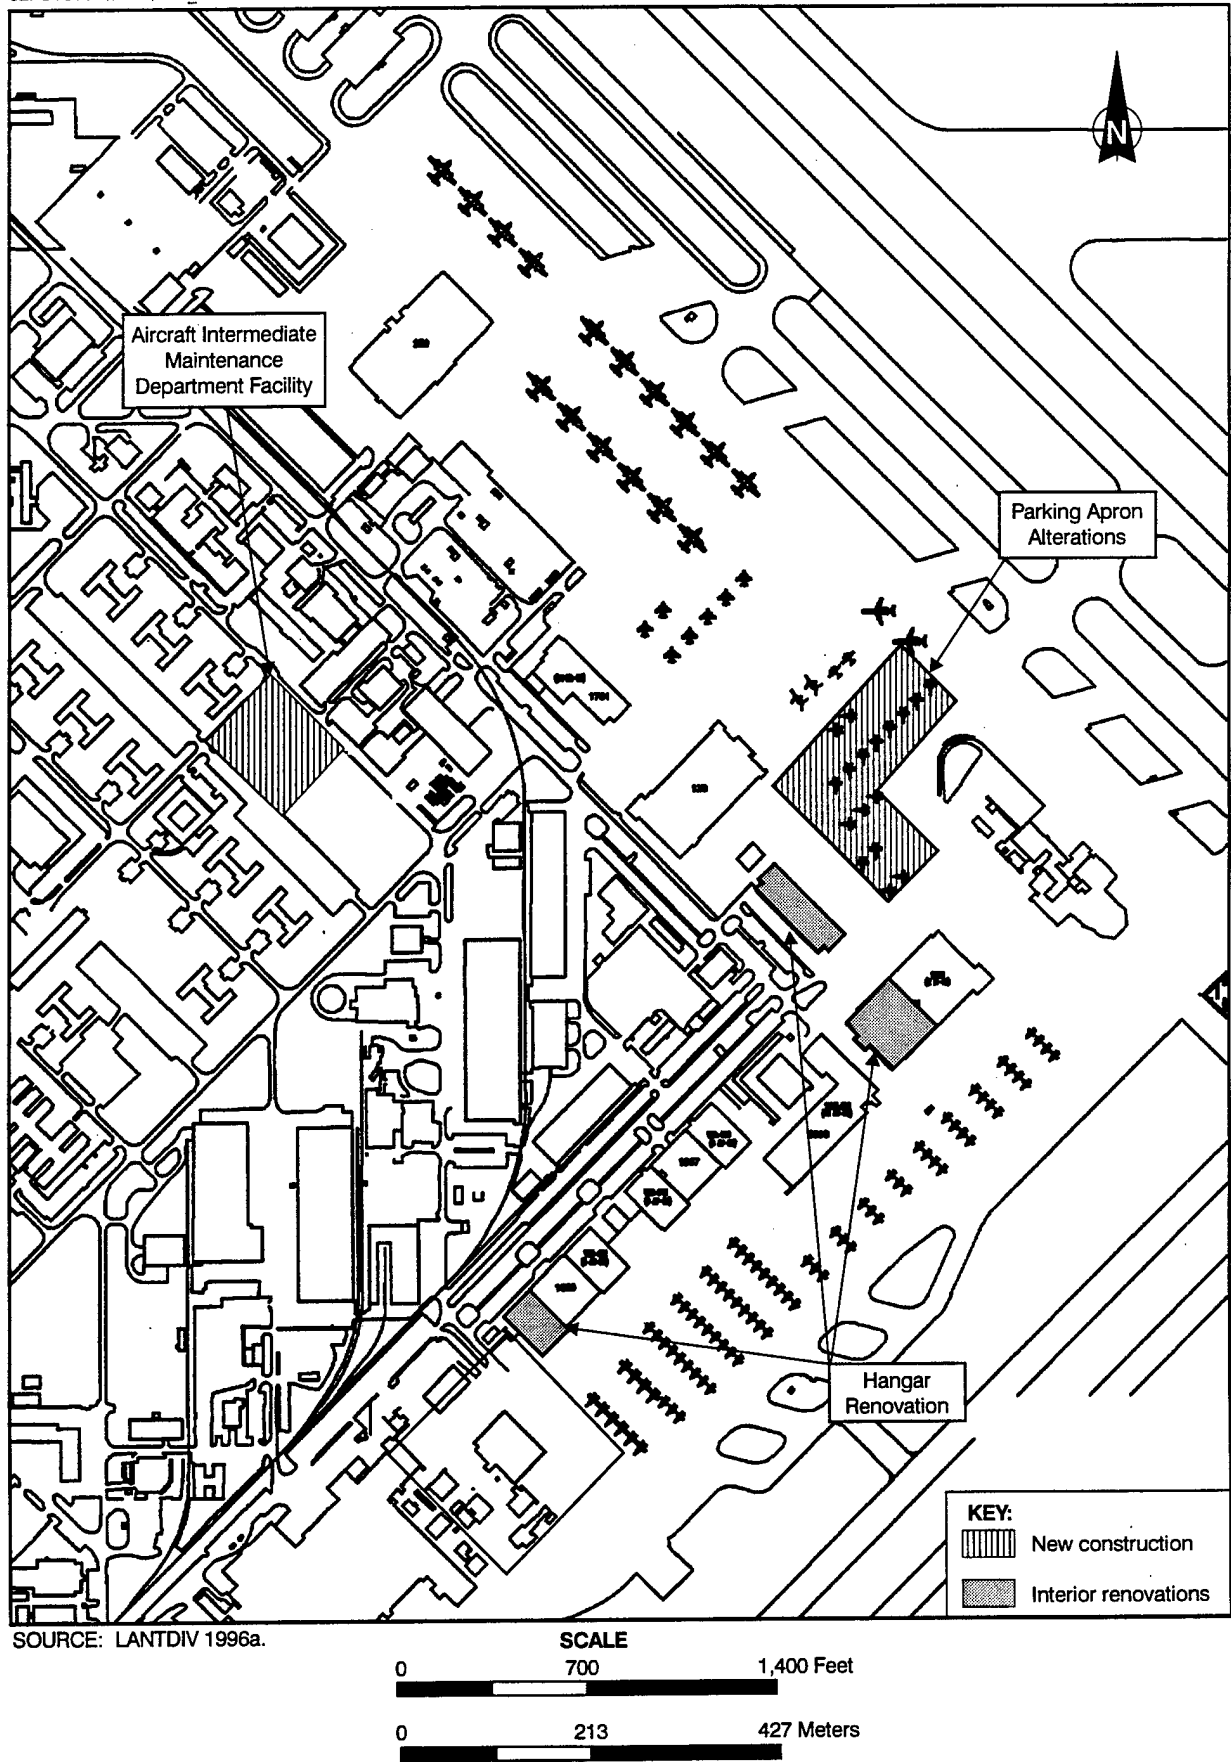 N
Aircraft Intermediate
Maintenance
Department Facility
Parking Apron
Alterations
1701
Hangar
Renovation
KEY:
New construction
Interior renovations
SOURCE: LANTDIV 1996a.
SCALE
0 700 1,400 Feet
0 213 427 Meters